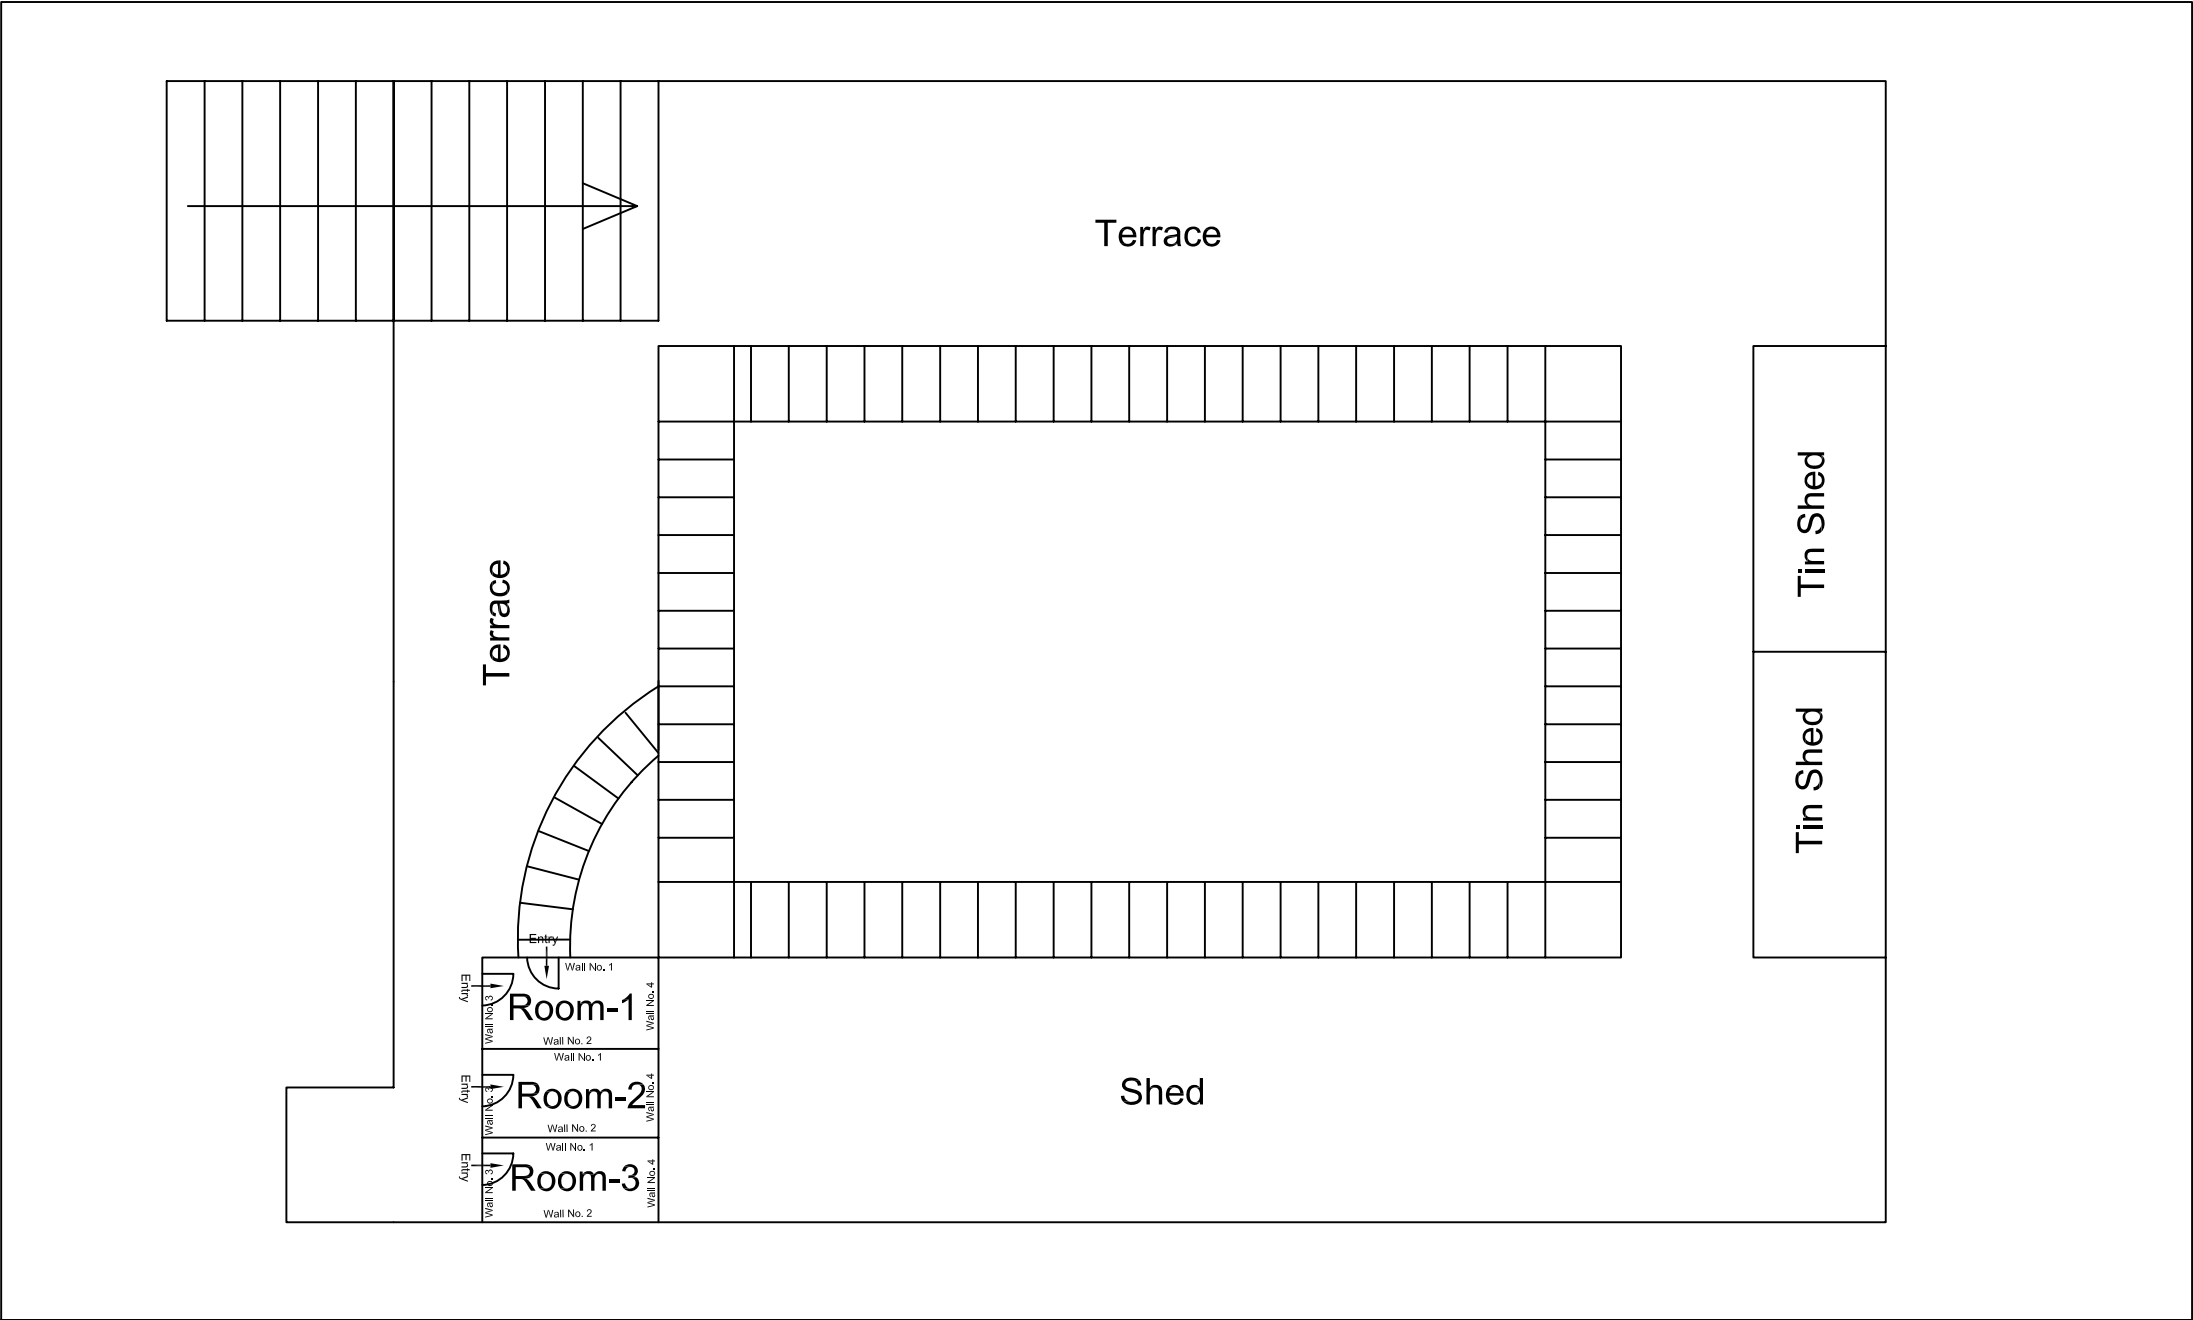 Terrace
Tin Shed
Terrace
Tin Shed
Entry
Wall No. 1
Entry
Room-1
Wall No. 3
Wall No. 4
Wall No. 2
Wall No. 1
Entry
Room-2
Wall No. 3
Wall No. 4
Wall No. 2
Shed
Wall No. 1
Entry
Room-3
Wall No. 3
Wall No. 4
Wall No. 2